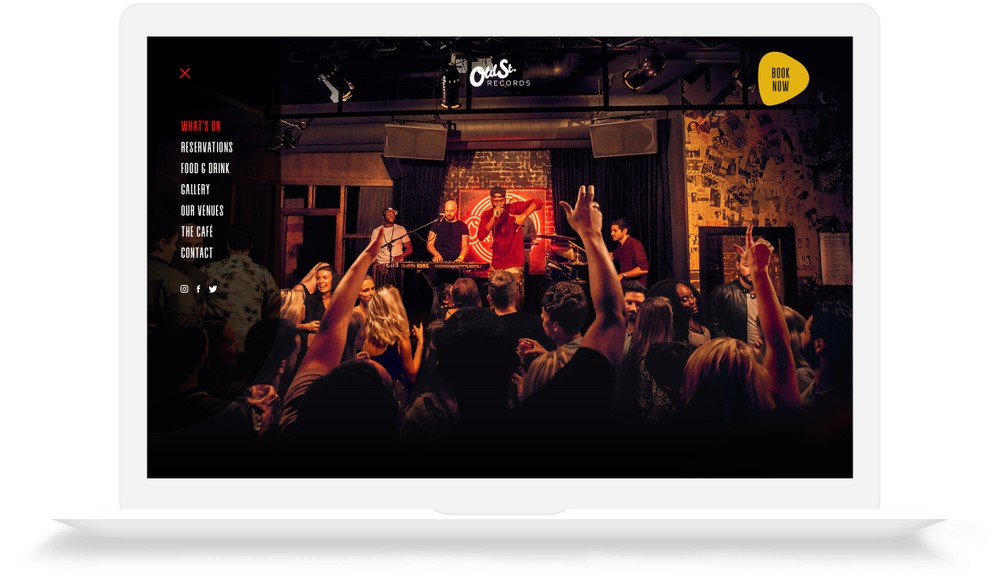 Old St.
RECORDS
BOOK
NOW
WHAT'S ON
RESERVATIONS
FOOD & DRINK
GALLERY
OUR VENUES
THE CAFÉ
CONTACT